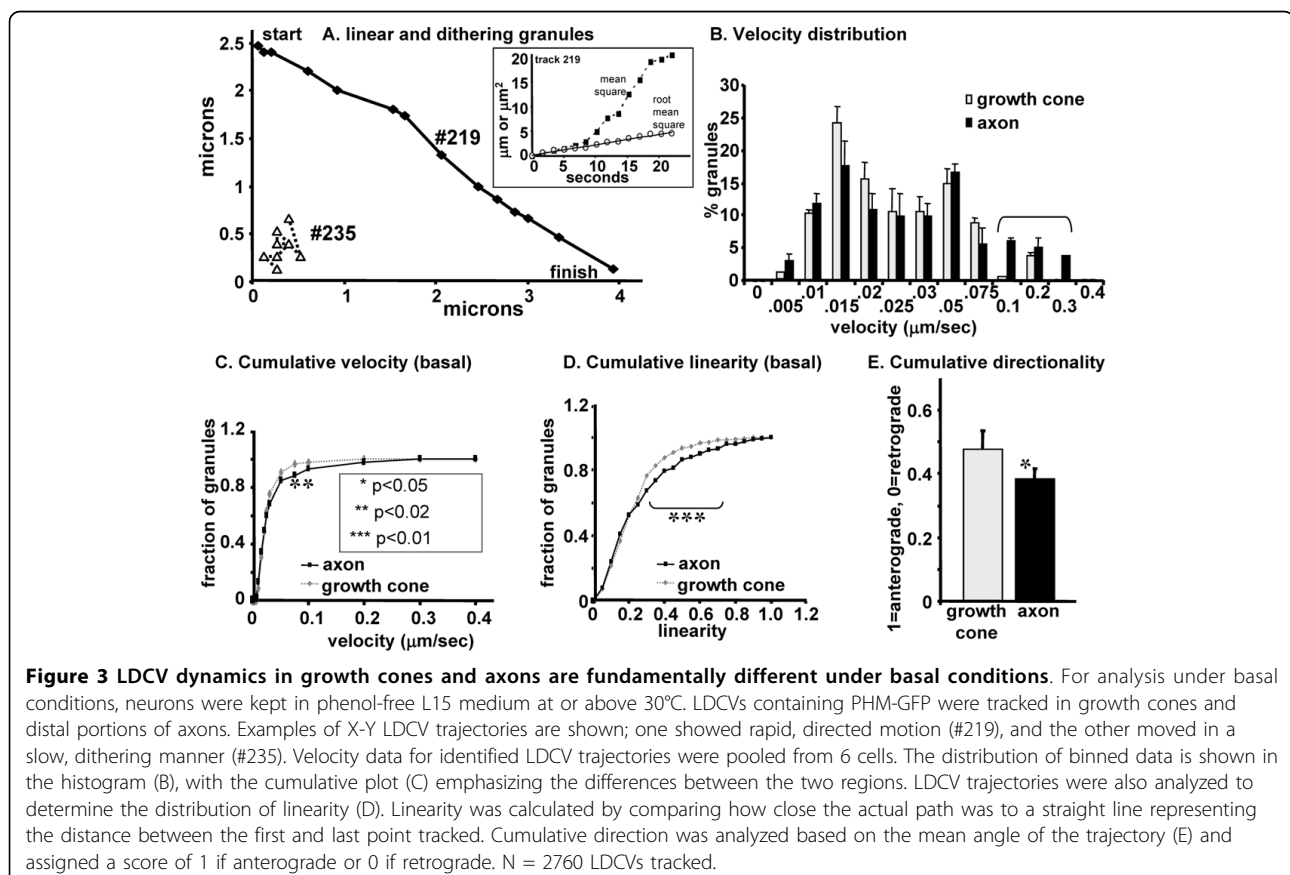 start A. linear and dithering granules
2.5
2
1.5
1
0.5
0
microns
#219
#235
finish
0 1 2 3 4
microns
track 219
20
15
10
5
0
μm or μm²
mean
square
root
mean
square
0 5 10 15 20
seconds
B. Velocity distribution
growth cone
axon
30
25
20
15
10
5
0
% granules
0 .01 .02 .03 .075 0.2 0.4
.005 .015 .025 .05 0.1 0.3
velocity (μm/sec)
C. Cumulative velocity (basal)
1.2
0.8
0.4
0
fraction of granules
**
* p<0.05
** p<0.02
*** p<0.01
axon
growth cone
0 0.1 0.2 0.3 0.4
velocity (μm/sec)
D. Cumulative linearity (basal)
1.2
0.8
0.4
0
fraction of granules
***
axon
growth cone
0 0.2 0.4 0.6 0.8 1.0 1.2
linearity
E. Cumulative directionality
1=anterograde, 0=retrograde
0.6
0.4
0.2
0
*
growth axon
cone
Figure 3 LDCV dynamics in growth cones and axons are fundamentally different under basal conditions. For analysis under basal
conditions, neurons were kept in phenol-free L15 medium at or above 30°C. LDCVs containing PHM-GFP were tracked in growth cones and
distal portions of axons. Examples of X-Y LDCV trajectories are shown; one showed rapid, directed motion (#219), and the other moved in a
slow, dithering manner (#235). Velocity data for identified LDCV trajectories were pooled from 6 cells. The distribution of binned data is shown in
the histogram (B), with the cumulative plot (C) emphasizing the differences between the two regions. LDCV trajectories were also analyzed to
determine the distribution of linearity (D). Linearity was calculated by comparing how close the actual path was to a straight line representing
the distance between the first and last point tracked. Cumulative direction was analyzed based on the mean angle of the trajectory (E) and
assigned a score of 1 if anterograde or 0 if retrograde. N = 2760 LDCVs tracked.